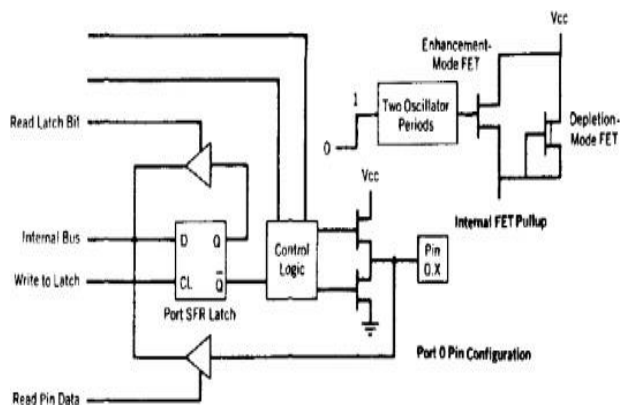 Vcc
Enhancement-
Mode FET
1
Two Oscillator
Periods
0
Depletion-
Mode FET
Read Latch Bit
Vcc
Internal FET Pullup
Internal Bus
D
Q
Control
Logic
Pin
0.X
Write to Latch
CL
Q̅
Port SFR Latch
Port 0 Pin Configuration
Read Pin Data